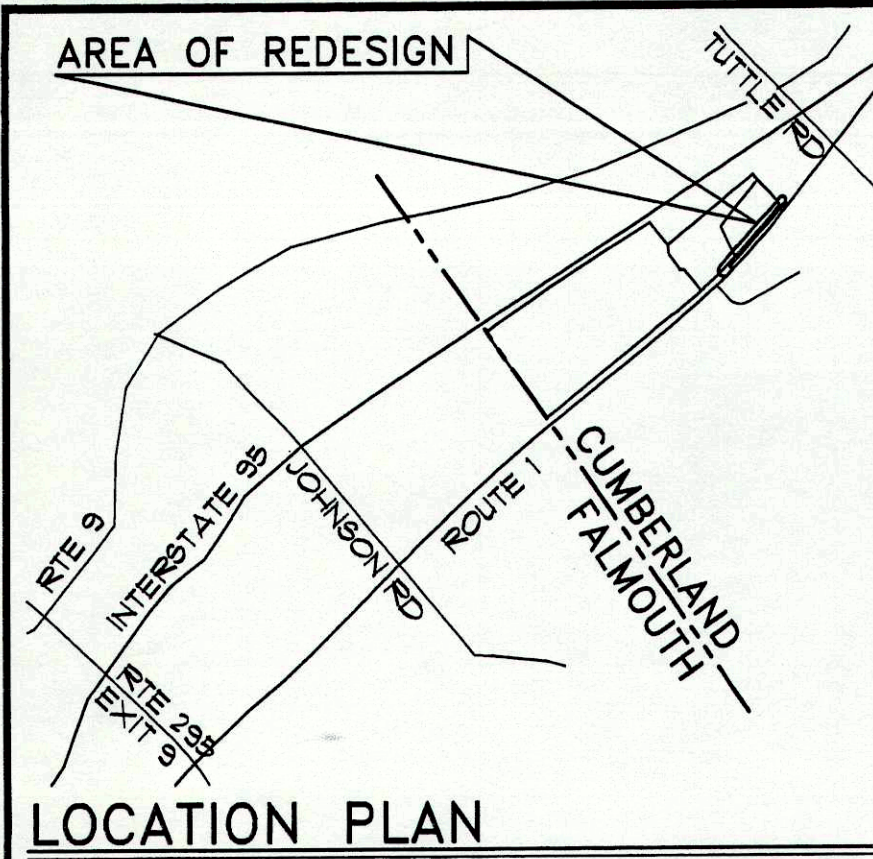 AREA OF REDESIGN
TUTTLE RD
CUMBERLAND
FALMOUTH
ROUTE 1
JOHNSON RD
INTERSTATE 95
RTE 9
RTE 295
EXIT 9
LOCATION PLAN